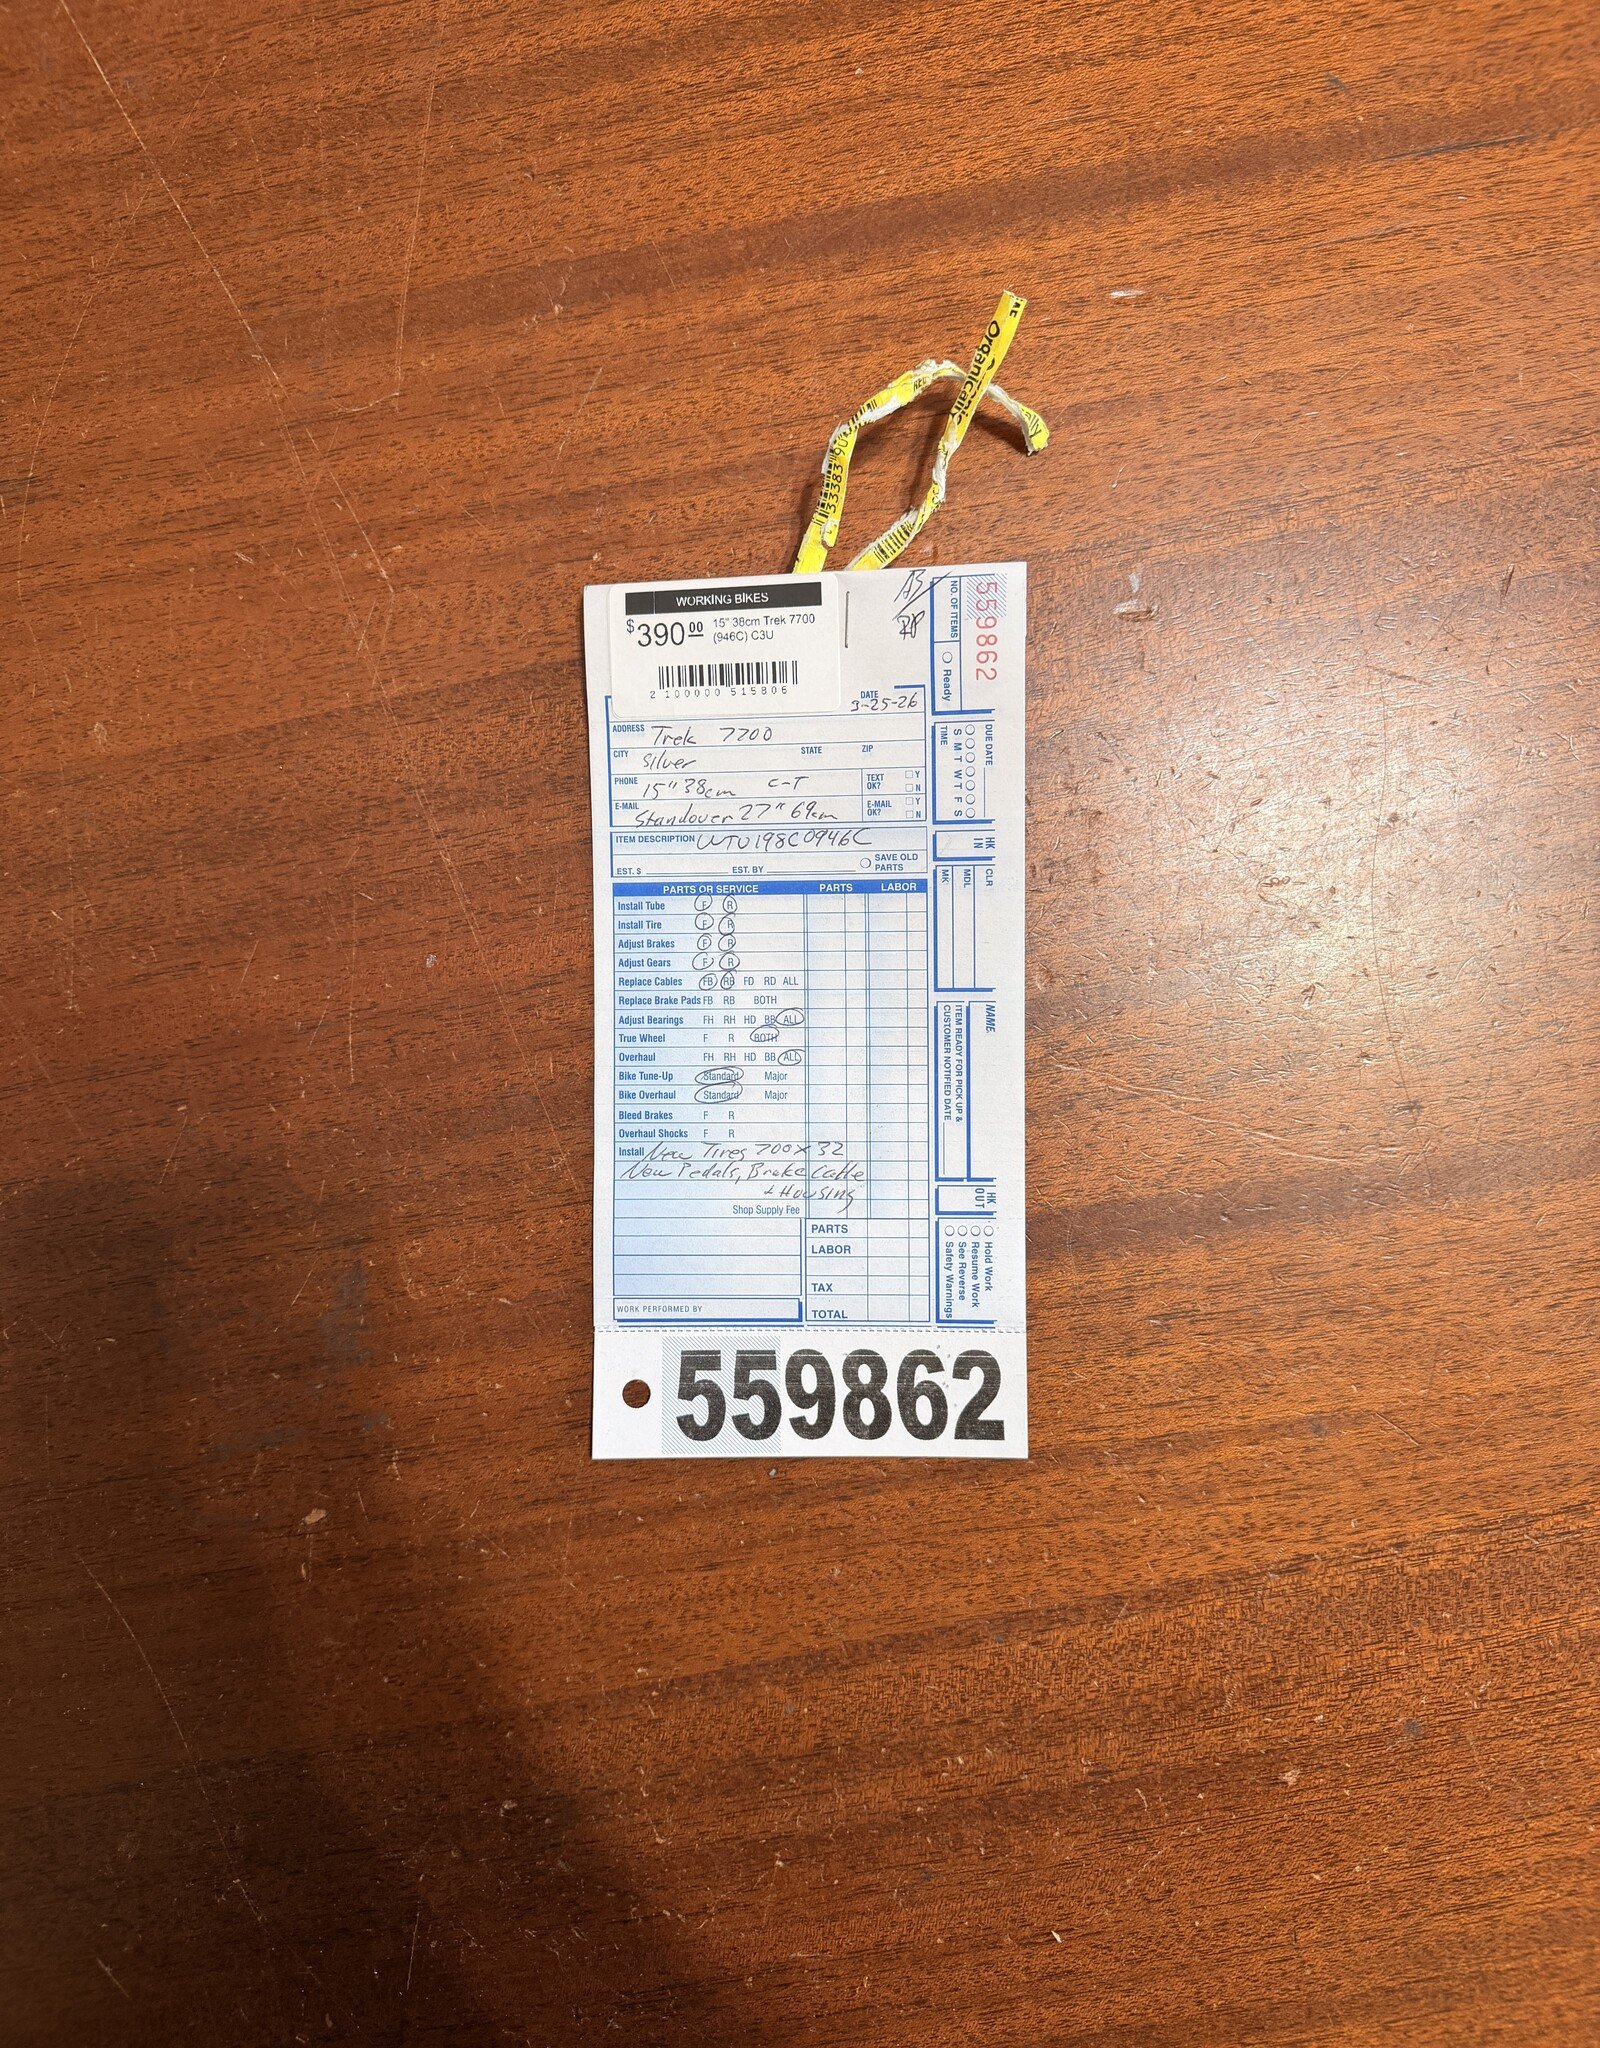 Organically
33383 90
WORKING BIKES
$390.00 15" 38cm Trek 7700
(946C) C3U
2 100000 515806
559862
NO. OF ITEMS
Ready
DATE 3-25-26
ADDRESS Trek 7700
CITY Silver STATE ZIP
PHONE 15" 38cm C-T TEXT OK? Y N
E-MAIL Standover 27" 69cm E-MAIL OK? Y N
ITEM DESCRIPTION WTU198C0946C
EST. $ EST. BY SAVE OLD PARTS
DUE DATE
S M T W T F S
TIME
HK IN
CLR
MDL
MK
PARTS OR SERVICE PARTS LABOR
Install Tube F R
Install Tire F R
Adjust Brakes F R
Adjust Gears F R
Replace Cables FB RB FD RD ALL
Replace Brake Pads FB RB BOTH
Adjust Bearings FH RH HD BB ALL
True Wheel F R BOTH
Overhaul FH RH HD BB ALL
Bike Tune-Up Standard Major
Bike Overhaul Standard Major
Bleed Brakes F R
Overhaul Shocks F R
Install New Tires 700x32
New Pedals, Brake Cable
+ Housing
Shop Supply Fee
PARTS
LABOR
TAX
WORK PERFORMED BY TOTAL
NAME
ITEM READY FOR PICK UP &
CUSTOMER NOTIFIED DATE
HK OUT
Hold Work
Resume Work
See Reverse
Safety Warnings
559862